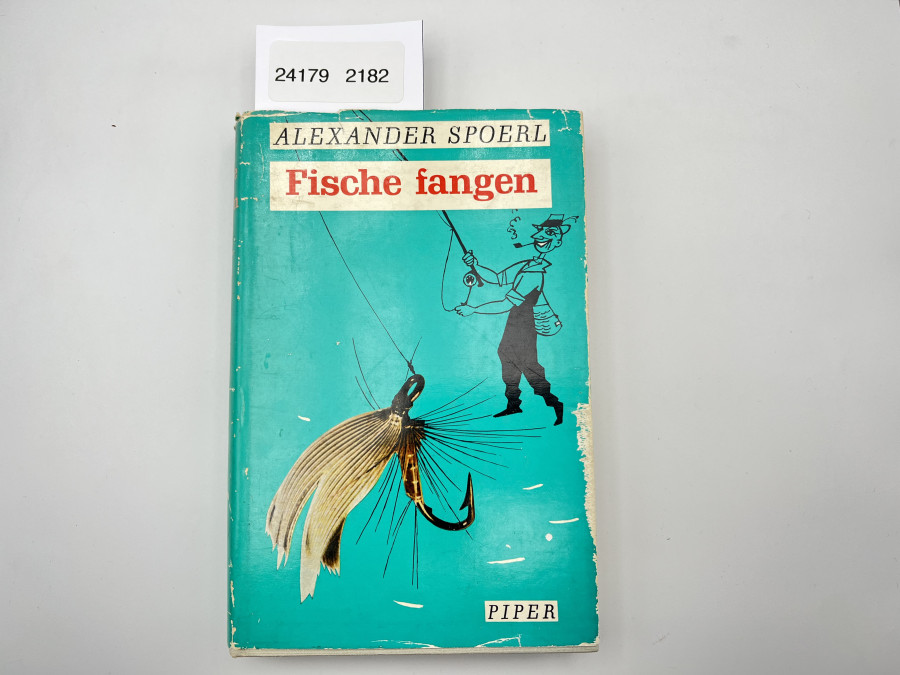 24179 2182
ALEXANDER SPOERL
Fische fangen
PIPER